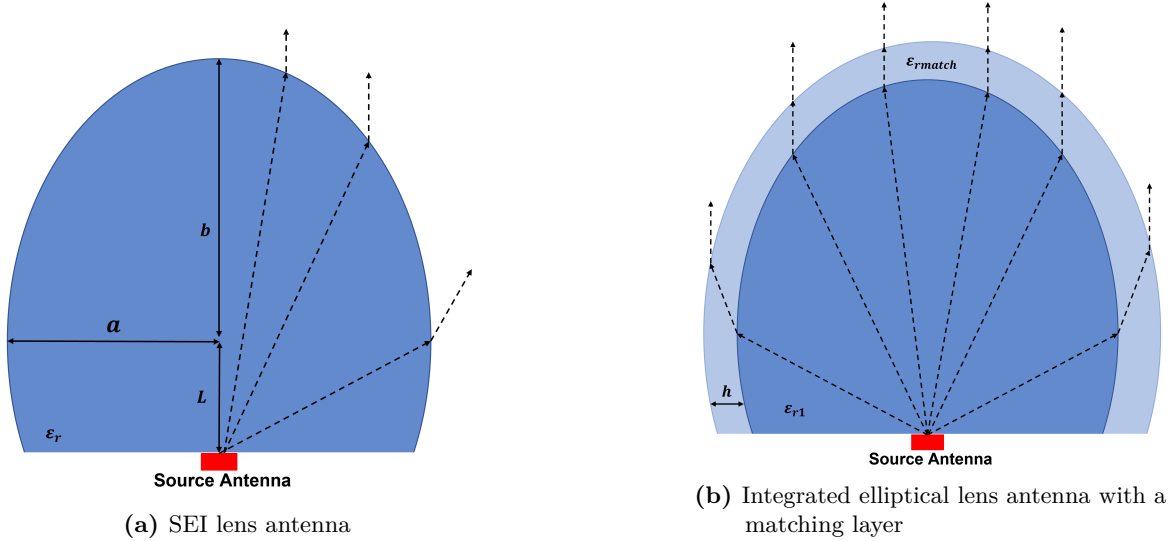 b
a
L
εr
Source Antenna
(a) SEI lens antenna
εrmatch
h
εr1
Source Antenna
(b) Integrated elliptical lens antenna with a
matching layer